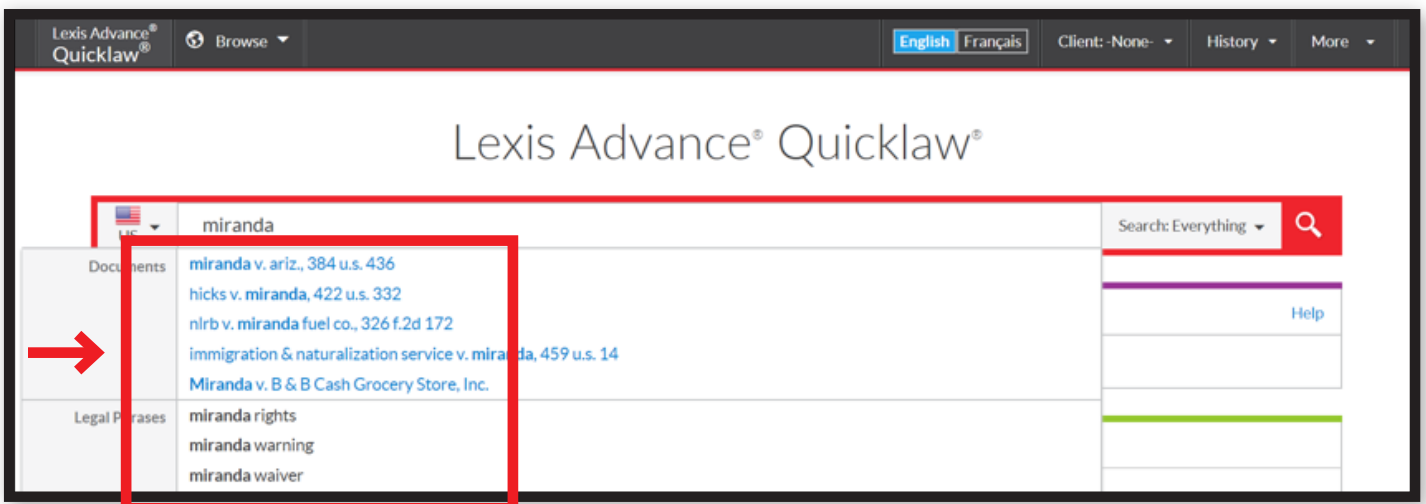 Lexis Advance®
Quicklaw®
Browse
English Français
Client: -None-
History
More
Lexis Advance® Quicklaw®
US
miranda
Search: Everything
Documents
miranda v. ariz., 384 u.s. 436
hicks v. miranda, 422 u.s. 332
nlrb v. miranda fuel co., 326 f.2d 172
immigration & naturalization service v. miranda, 459 u.s. 14
Miranda v. B & B Cash Grocery Store, Inc.
Help
Legal Phrases
miranda rights
miranda warning
miranda waiver